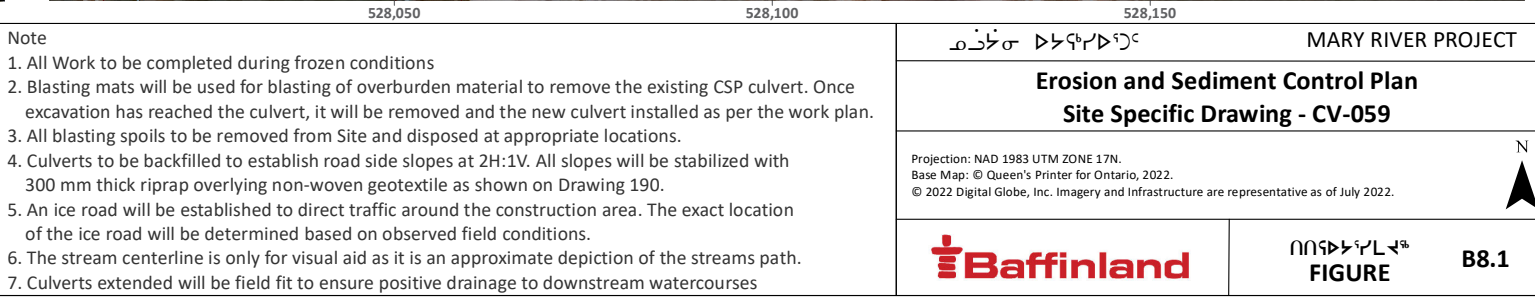 528,050
528,100
528,150
Note
1. All Work to be completed during frozen conditions
2. Blasting mats will be used for blasting of overburden material to remove the existing CSP culvert. Once
excavation has reached the culvert, it will be removed and the new culvert installed as per the work plan.
3. All blasting spoils to be removed from Site and disposed at appropriate locations.
4. Culverts to be backfilled to establish road side slopes at 2H:1V. All slopes will be stabilized with
300 mm thick riprap overlying non-woven geotextile as shown on Drawing 190.
5. An ice road will be established to direct traffic around the construction area. The exact location
of the ice road will be determined based on observed field conditions.
6. The stream centerline is only for visual aid as it is an approximate depiction of the streams path.
7. Culverts extended will be field fit to ensure positive drainage to downstream watercourses
ᓄᓘᔮᓂ ᐅᔭᕋᒃᓯᐅᕐᑐᑦ
MARY RIVER PROJECT
Erosion and Sediment Control Plan
Site Specific Drawing - CV-059
Projection: NAD 1983 UTM ZONE 17N.
Base Map: © Queen's Printer for Ontario, 2022.
© 2022 Digital Globe, Inc. Imagery and Infrastructure are representative as of July 2022.
N
Baffinland
ᑎᑎᕋᐅᔭᕐᓯᒪᔪᖅ
FIGURE
B8.1